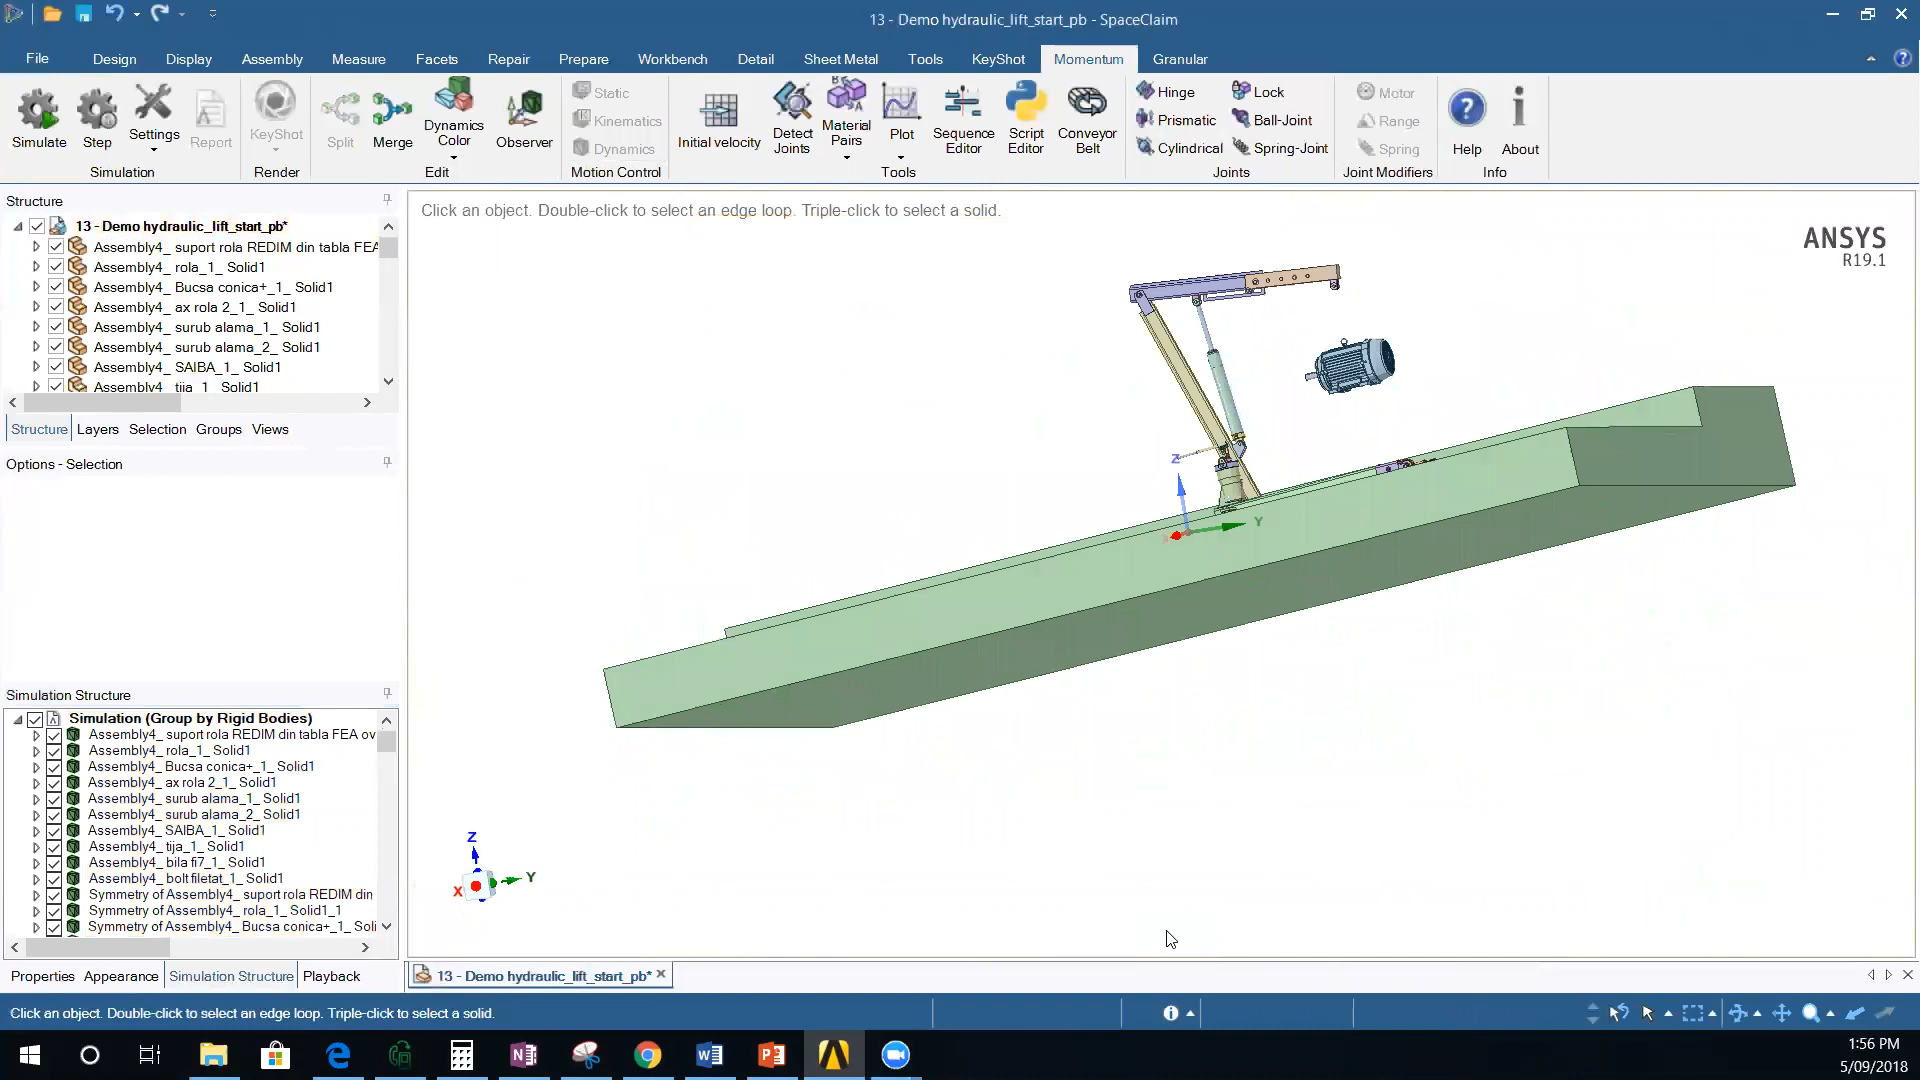 13 - Demo hydraulic_lift_start_pb - SpaceClaim
File Design Display Assembly Measure Facets Repair Prepare Workbench Detail Sheet Metal Tools KeyShot Momentum Granular
Simulate Step Settings Report
Simulation
KeyShot
Render
Split Merge Dynamics Color Observer
Edit
Static
Kinematics
Dynamics
Motion Control
Initial velocity Detect Joints Material Pairs Plot Sequence Editor Script Editor Conveyor Belt
Tools
Hinge Lock
Prismatic Ball-Joint
Cylindrical Spring-Joint
Joints
Motor
Range
Spring
Joint Modifiers
Help About
Info
Structure
13 - Demo hydraulic_lift_start_pb*
Assembly4_ suport rola REDIM din tabla FEA
Assembly4_ rola_1_ Solid1
Assembly4_ Bucsa conica+_1_ Solid1
Assembly4_ ax rola 2_1_ Solid1
Assembly4_ surub alama_1_ Solid1
Assembly4_ surub alama_2_ Solid1
Assembly4_ SAIBA_1_ Solid1
Assembly4_ tija_1_ Solid1
Structure Layers Selection Groups Views
Options - Selection
Simulation Structure
Simulation (Group by Rigid Bodies)
Assembly4_ suport rola REDIM din tabla FEA ov
Assembly4_ rola_1_ Solid1
Assembly4_ Bucsa conica+_1_ Solid1
Assembly4_ ax rola 2_1_ Solid1
Assembly4_ surub alama_1_ Solid1
Assembly4_ surub alama_2_ Solid1
Assembly4_ SAIBA_1_ Solid1
Assembly4_ tija_1_ Solid1
Assembly4_ bila fi7_1_ Solid1
Assembly4_ bolt filetat_1_ Solid1
Symmetry of Assembly4_ suport rola REDIM din
Symmetry of Assembly4_ rola_1_ Solid1_1
Symmetry of Assembly4_ Bucsa conica+_1_ Soli
Properties Appearance Simulation Structure Playback
Click an object. Double-click to select an edge loop. Triple-click to select a solid.
ANSYS
R19.1
Z
Y
Z
Y
X
13 - Demo hydraulic_lift_start_pb*
Click an object. Double-click to select an edge loop. Triple-click to select a solid.
1:56 PM
5/09/2018